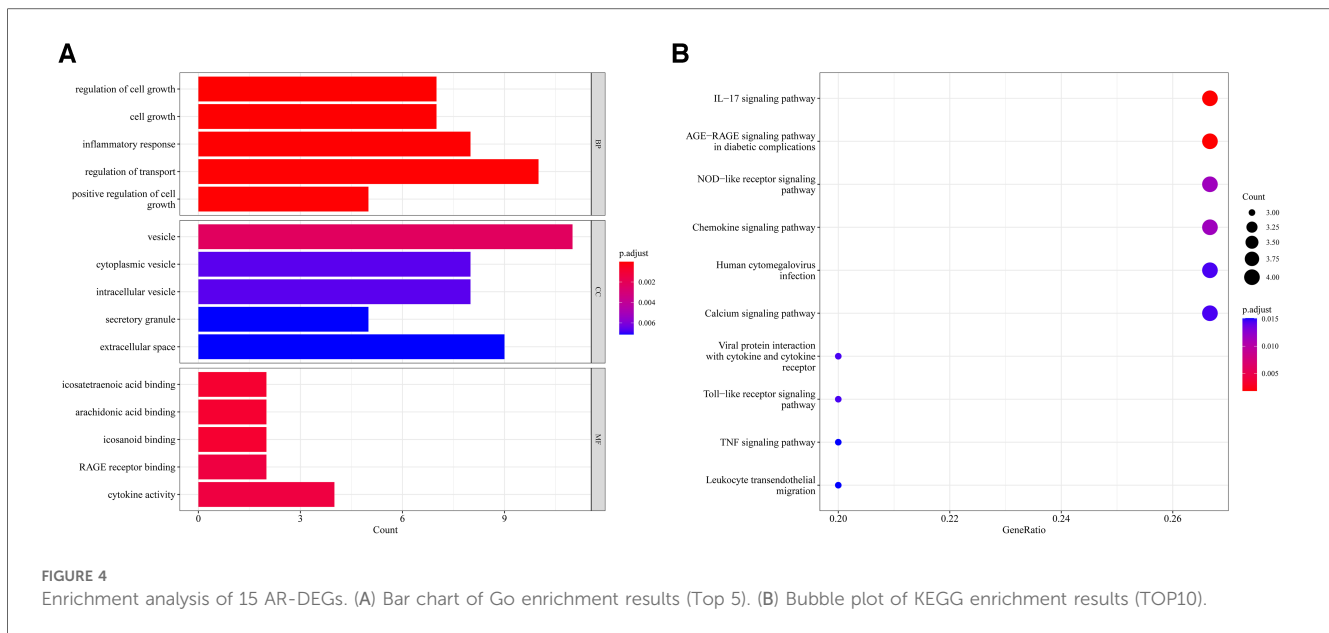 A
regulation of cell growth
cell growth
inflammatory response
regulation of transport
positive regulation of cell
growth
BP
vesicle
cytoplasmic vesicle
intracellular vesicle
secretory granule
extracellular space
CC
icosatetraenoic acid binding
arachidonic acid binding
icosanoid binding
RAGE receptor binding
cytokine activity
MF
0
3
6
9
Count
p.adjust
0.002
0.004
0.006
B
IL−17 signaling pathway
AGE−RAGE signaling pathway
in diabetic complications
NOD−like receptor signaling
pathway
Chemokine signaling pathway
Human cytomegalovirus
infection
Calcium signaling pathway
Viral protein interaction
with cytokine and cytokine
receptor
Toll−like receptor signaling
pathway
TNF signaling pathway
Leukocyte transendothelial
migration
0.20
0.22
0.24
0.26
GeneRatio
Count
3.00
3.25
3.50
3.75
4.00
p.adjust
0.015
0.010
0.005
FIGURE 4
Enrichment analysis of 15 AR-DEGs. (A) Bar chart of Go enrichment results (Top 5). (B) Bubble plot of KEGG enrichment results (TOP10).